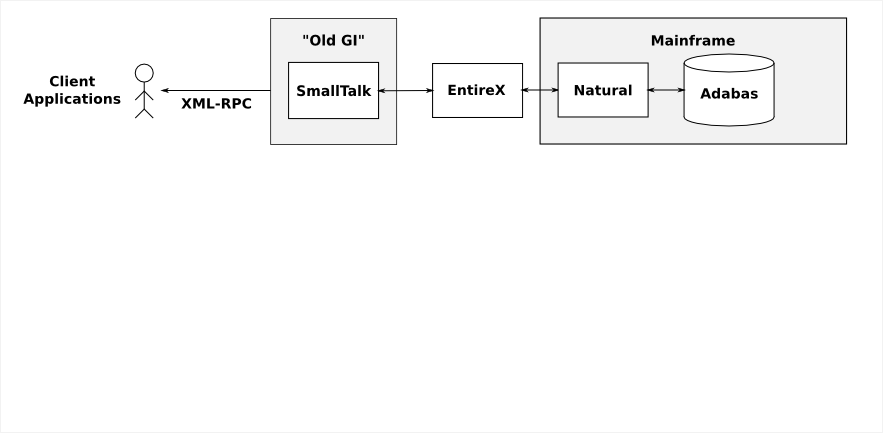 "Old GI"
Mainframe
Client
Applications
XML-RPC
SmallTalk
EntireX
Natural
Adabas